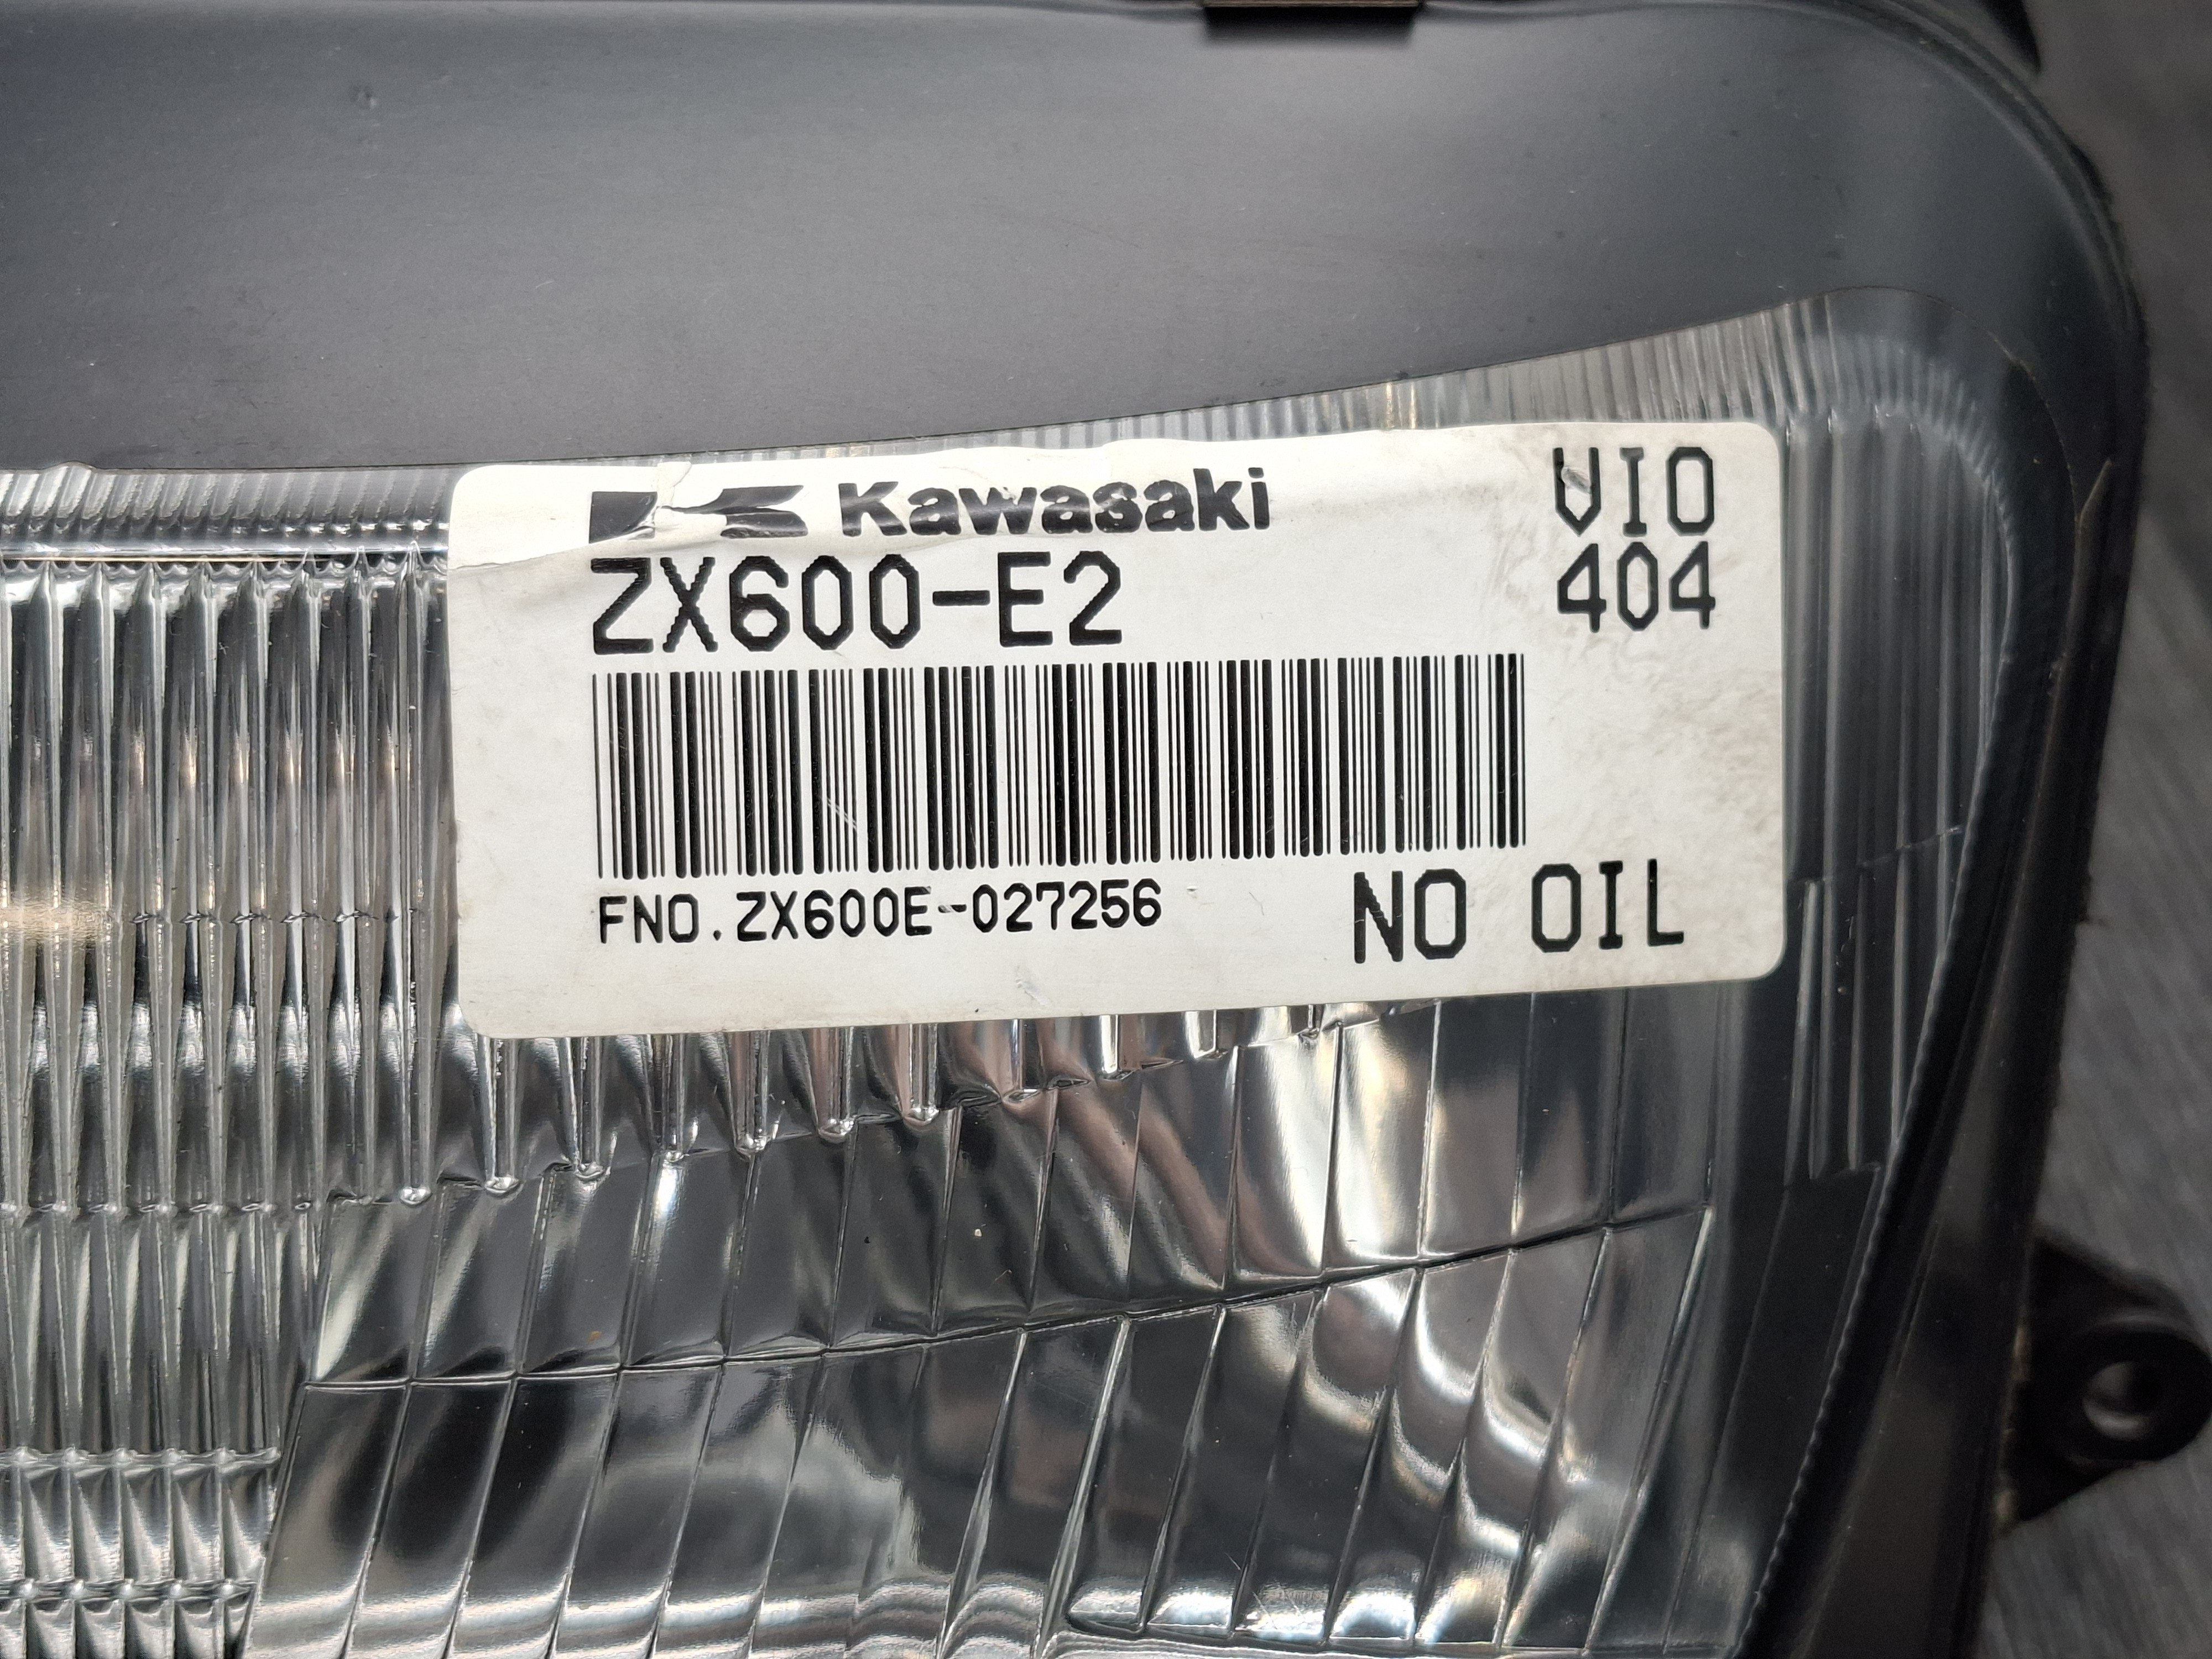 Kawasaki
VIO
ZX600-E2
404
FNO.ZX600E-027256
NO OIL